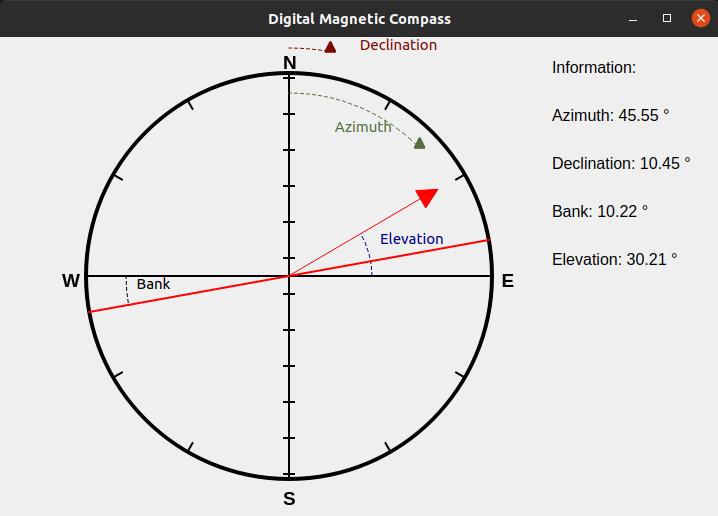 Digital Magnetic Compass
Declination
N
Azimuth
Elevation
W
Bank
E
S
Information:
Azimuth: 45.55 °
Declination: 10.45 °
Bank: 10.22 °
Elevation: 30.21 °